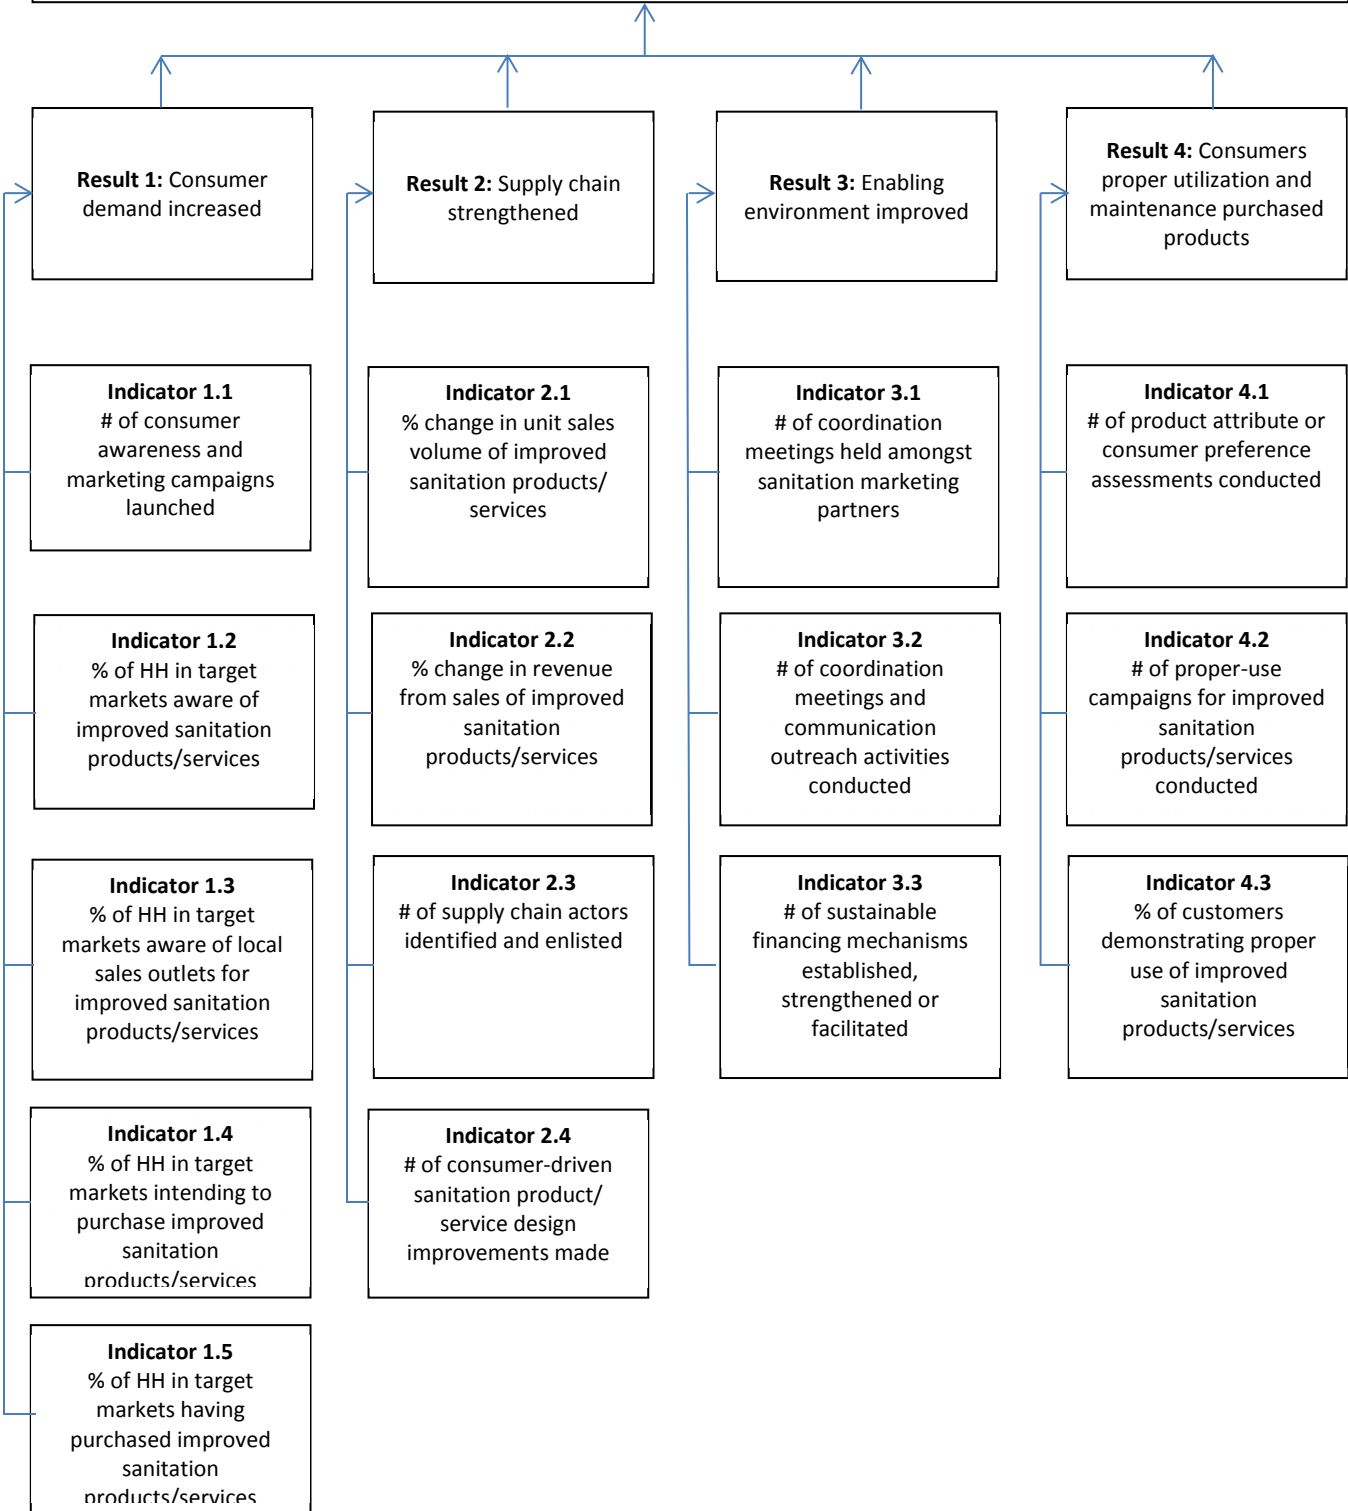 Result 1: Consumer
demand increased
Result 2: Supply chain
strengthened
Result 3: Enabling
environment improved
Result 4: Consumers
proper utilization and
maintenance purchased
products
Indicator 1.1
# of consumer
awareness and
marketing campaigns
launched
Indicator 2.1
% change in unit sales
volume of improved
sanitation products/
services
Indicator 3.1
# of coordination
meetings held amongst
sanitation marketing
partners
Indicator 4.1
# of product attribute or
consumer preference
assessments conducted
Indicator 1.2
% of HH in target
markets aware of
improved sanitation
products/services
Indicator 2.2
% change in revenue
from sales of improved
sanitation
products/services
Indicator 3.2
# of coordination
meetings and
communication
outreach activities
conducted
Indicator 4.2
# of proper-use
campaigns for improved
sanitation
products/services
conducted
Indicator 1.3
% of HH in target
markets aware of local
sales outlets for
improved sanitation
products/services
Indicator 2.3
# of supply chain actors
identified and enlisted
Indicator 3.3
# of sustainable
financing mechanisms
established,
strengthened or
facilitated
Indicator 4.3
% of customers
demonstrating proper
use of improved
sanitation
products/services
Indicator 1.4
% of HH in target
markets intending to
purchase improved
sanitation
products/services
Indicator 2.4
# of consumer-driven
sanitation product/
service design
improvements made
Indicator 1.5
% of HH in target
markets having
purchased improved
sanitation
products/services